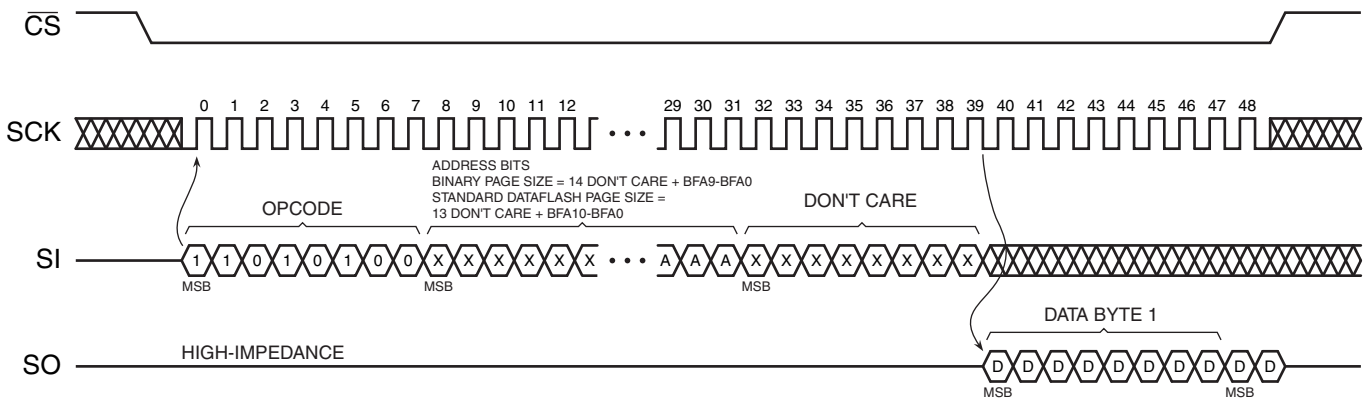 CS
SCK
0 1 2 3 4 5 6 7 8 9 10 11 12 29 30 31 32 33 34 35 36 37 38 39 40 41 42 43 44 45 46 47 48
ADDRESS BITS
BINARY PAGE SIZE = 14 DON'T CARE + BFA9-BFA0
STANDARD DATAFLASH PAGE SIZE =
13 DON'T CARE + BFA10-BFA0
OPCODE
DON'T CARE
SI
1 1 0 1 0 1 0 0 X X X X X X A A A X X X X X X X X
MSB MSB MSB
DATA BYTE 1
SO
HIGH-IMPEDANCE
D D D D D D D D D D
MSB MSB